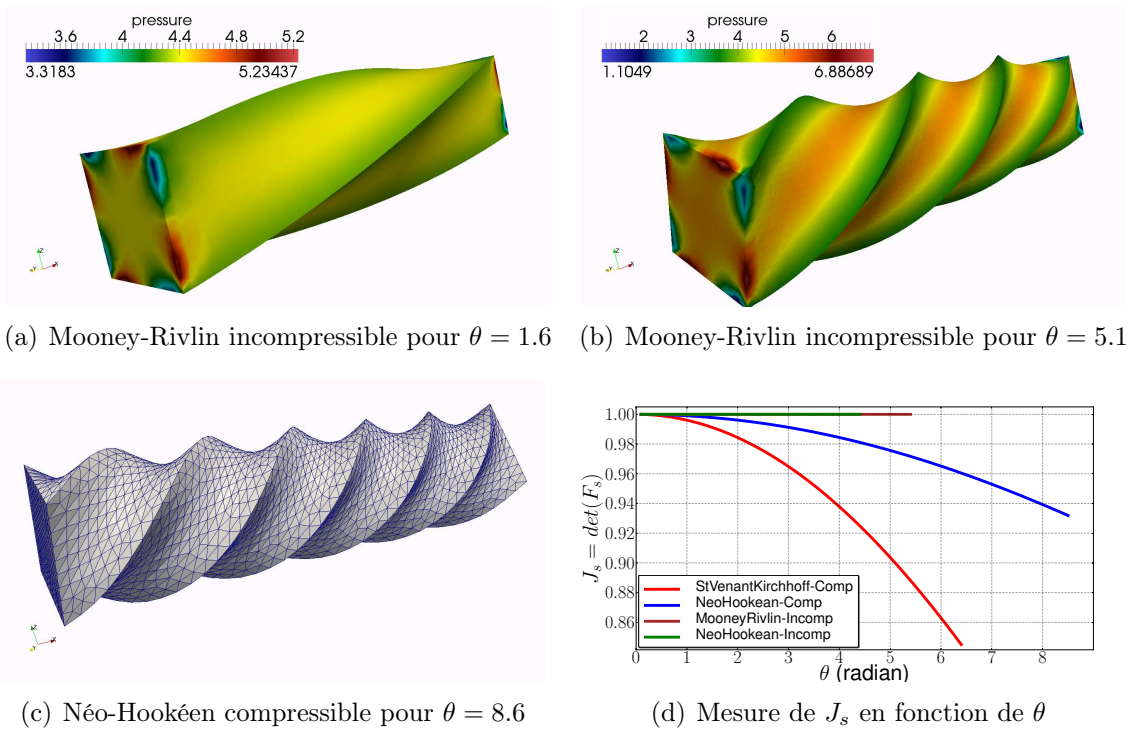 pressure
3.6 4 4.4 4.8 5.2
3.3183 5.23437
pressure
2 3 4 5 6
1.1049 6.88689
(a) Mooney-Rivlin incompressible pour θ = 1.6
(b) Mooney-Rivlin incompressible pour θ = 5.1
(c) Néo-Hookéen compressible pour θ = 8.6
1.00
0.98
0.96
0.94
0.92
0.90
0.88
0.86
J_s = det(F_s)
StVenantKirchhoff-Comp
NeoHookean-Comp
MooneyRivlin-Incomp
NeoHookean-Incomp
0 1 2 3 4 5 6 7 8
θ (radian)
(d) Mesure de J_s en fonction de θ